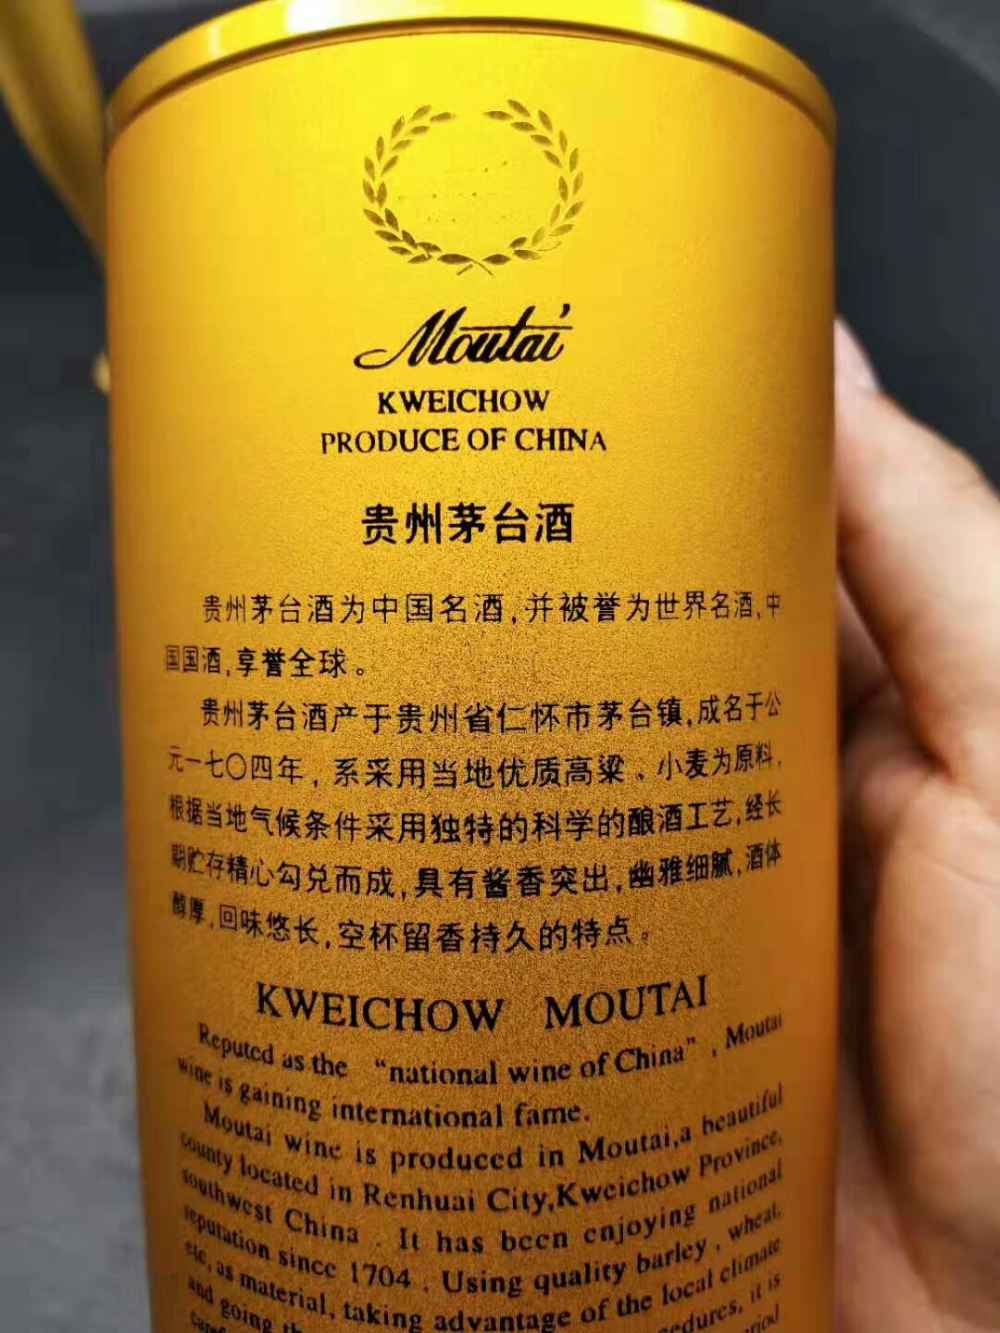 Moutai
KWEICHOW
PRODUCE OF CHINA
贵州茅台酒
贵州茅台酒为中国名酒,并被誉为世界名酒,中
国国酒,享誉全球。
贵州茅台酒产于贵州省仁怀市茅台镇,成名于公
元一七〇四年,系采用当地优质高粱、小麦为原料,
根据当地气候条件采用独特的科学的酿酒工艺,经长
期贮存精心勾兑而成,具有酱香突出,幽雅细腻,酒体
醇厚,回味悠长,空杯留香持久的特点。
KWEICHOW MOUTAI
Reputed as the “national wine of China”, Moutai
wine is gaining international fame.
Moutai wine is produced in Moutai,a beautiful
county located in Renhuai City,Kweichow Province,
southwest China . It has been enjoying national
reputation since 1704 . Using quality barley , wheat,
etc, as material, taking advantage of the local climate
and going it is